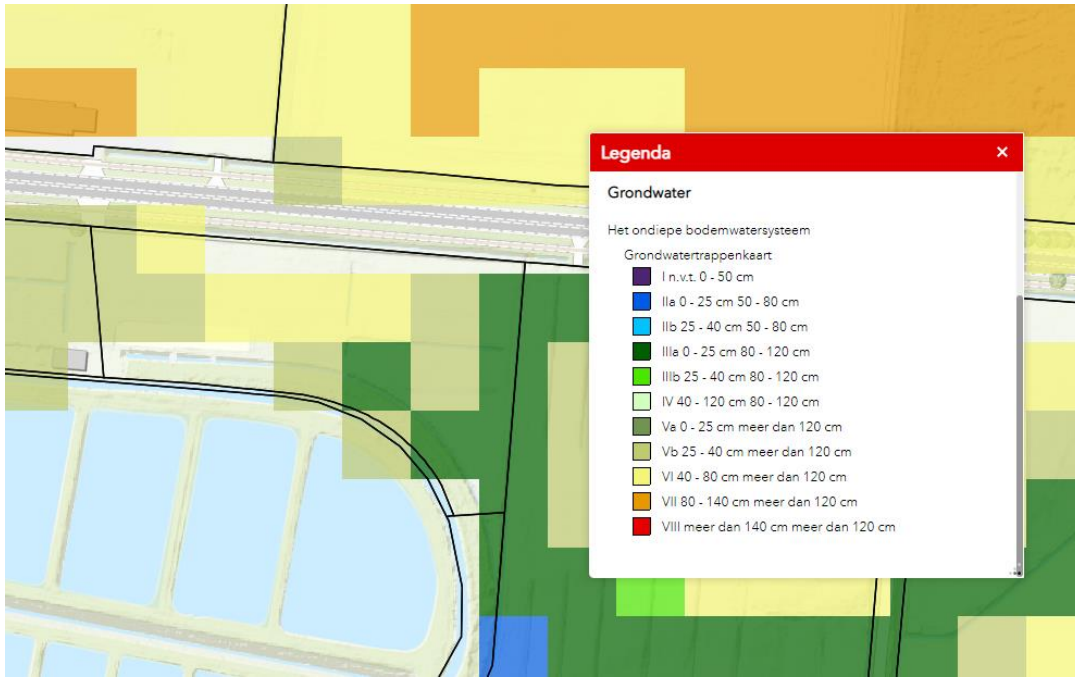 Legenda ×
Grondwater
Het ondiepe bodemwatersysteem
Grondwatertrappenkaart
I n.v.t. 0 - 50 cm
IIa 0 - 25 cm 50 - 80 cm
IIb 25 - 40 cm 50 - 80 cm
IIIa 0 - 25 cm 80 - 120 cm
IIIb 25 - 40 cm 80 - 120 cm
IV 40 - 120 cm 80 - 120 cm
Va 0 - 25 cm meer dan 120 cm
Vb 25 - 40 cm meer dan 120 cm
VI 40 - 80 cm meer dan 120 cm
VII 80 - 140 cm meer dan 120 cm
VIII meer dan 140 cm meer dan 120 cm